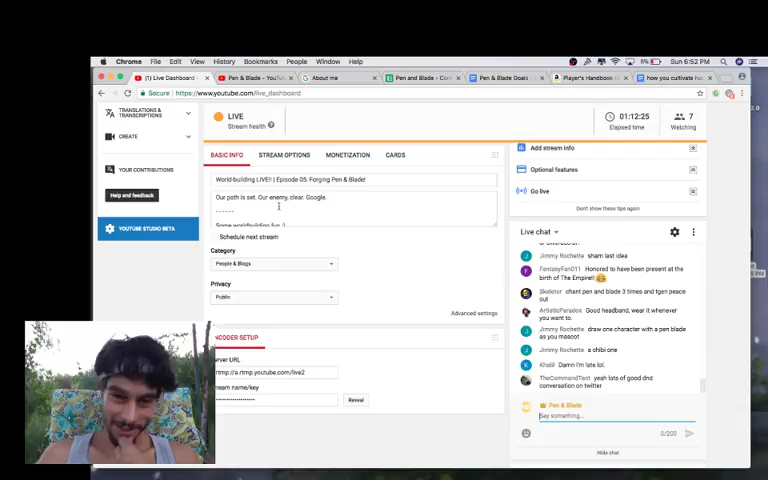 Chrome File Edit View History Bookmarks People Window Help 5% Sun 6:52 PM
(1) Live Dashboard - Pen & Blade - YouTu About me Pen and Blade - Con Pen & Blade Goals Player's Handbook how you cultivate
Secure https://www.youtube.com/live_dashboard
TRANSLATIONS & TRANSCRIPTIONS
CREATE
YOUR CONTRIBUTIONS
Help and feedback
YOUTUBE STUDIO BETA
LIVE
Stream health
01:12:25
Elapsed time
7
Watching
BASIC INFO STREAM OPTIONS MONETIZATION CARDS
World-building LIVE!! | Episode 05: Forging Pen & Blade!
Our path is set. Our enemy, clear. Google.
......
Some worldbuilding fun :)
Schedule next stream
Category
People & Blogs
Privacy
Public
Advanced settings
ENCODER SETUP
Server URL
rtmp://a.rtmp.youtube.com/live2
Stream name/key
Reveal
Add stream info
Optional features
Go live
Don't show these tips again
Live chat
Jimmy Rochette sham last idea
FantasyFan011 Honored to have been present at the
birth of The Empire!!
Skeletor chant pen and blade 3 times and tgen peace
out
ArtisticParadox Good headband, wear it whenever
you want to.
Jimmy Rochette draw one character with a pen blade
as you mascot
Jimmy Rochette a chibi one
Khalil Damn I'm late lol.
TheCommandTent yesh lots of good dnd
conversation on twitter
Pen & Blade
Say something...
0/200
Hide chat